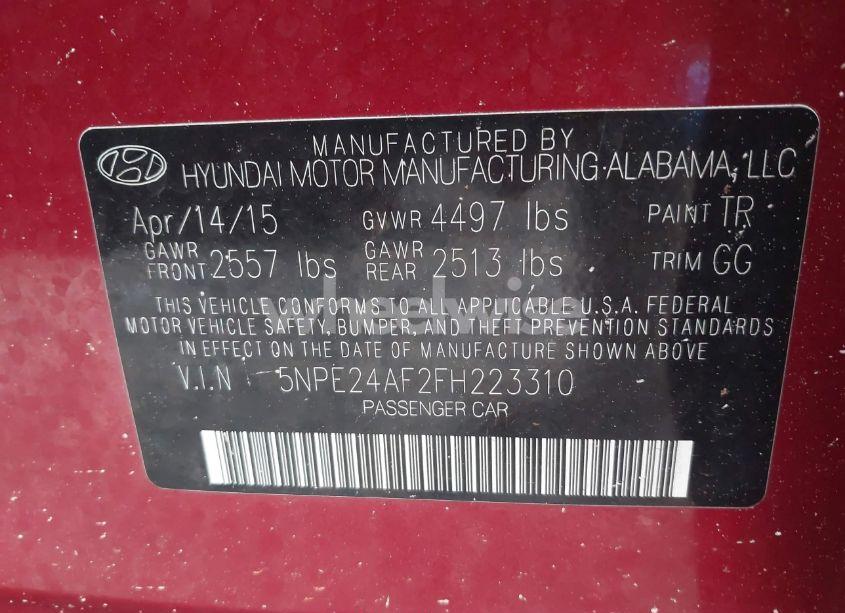 MANUFACTURED BY
HYUNDAI MOTOR MANUFACTURING ALABAMA, LLC
Apr/14/15 GVWR 4497 lbs PAINT TR
GAWR FRONT 2557 lbs GAWR REAR 2513 lbs TRIM GG
THIS VEHICLE CONFORMS TO ALL APPLICABLE U.S.A. FEDERAL
MOTOR VEHICLE SAFETY, BUMPER, AND THEFT PREVENTION STANDARDS
IN EFFECT ON THE DATE OF MANUFACTURE SHOWN ABOVE
V.I.N 5NPE24AF2FH223310
PASSENGER CAR